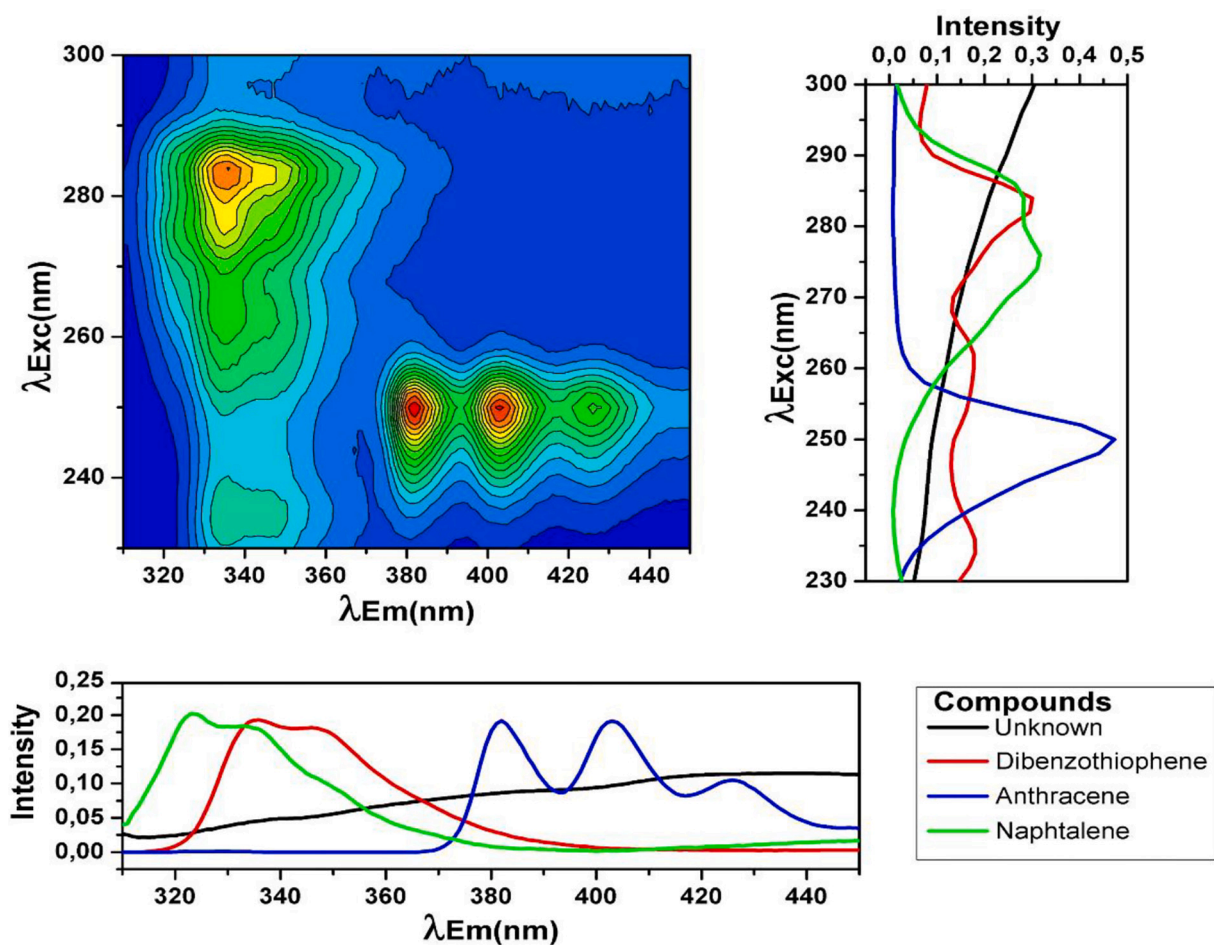 300
280
260
240
λExc(nm)
320 340 360 380 400 420 440
λEm(nm)
Intensity
0,0 0,1 0,2 0,3 0,4 0,5
300
290
280
270
260
250
240
230
λExc(nm)
0,25
0,20
0,15
0,10
0,05
0,00
Intensity
320 340 360 380 400 420 440
λEm(nm)
Compounds
Unknown
Dibenzothiophene
Anthracene
Naphtalene